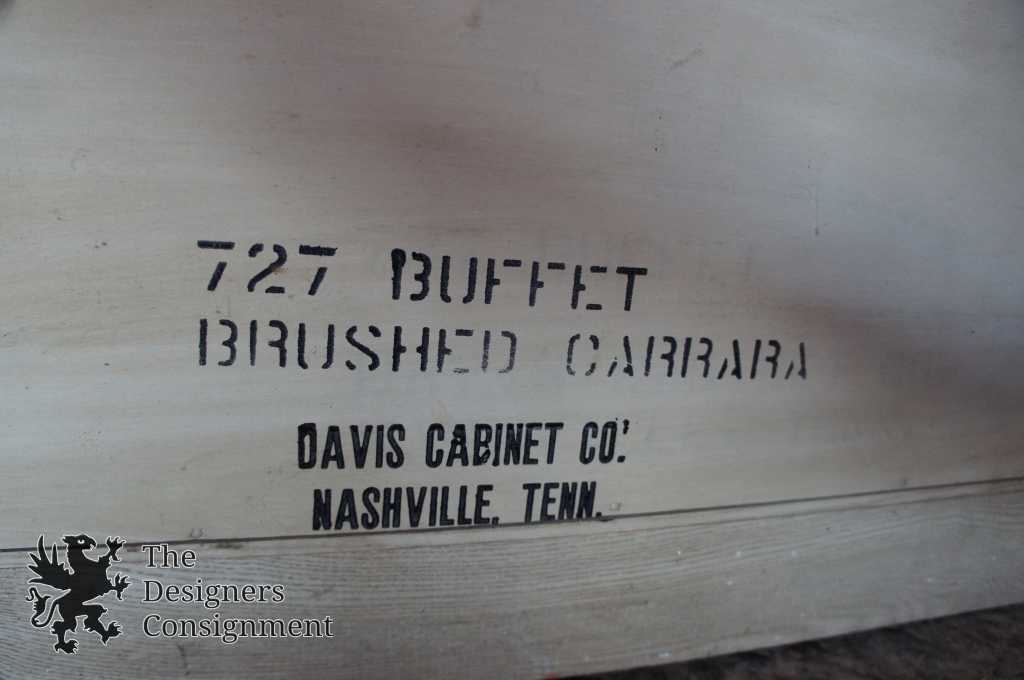 727 BUFFET
BRUSHED CARRARA
DAVIS CABINET CO.
NASHVILLE, TENN.
The
Designers
Consignment